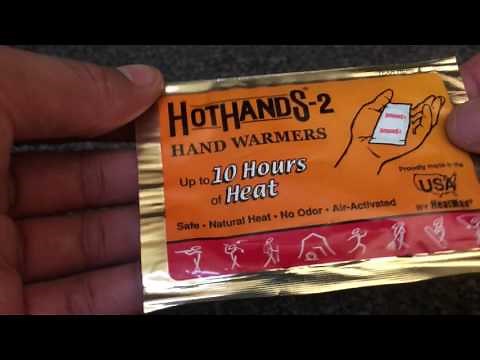 HOTHANDS-2
HAND WARMERS
Up to 10 Hours
of Heat
Safe • Natural Heat • No Odor • Air-Activated
Proudly made in the
USA
BY HeatMax®